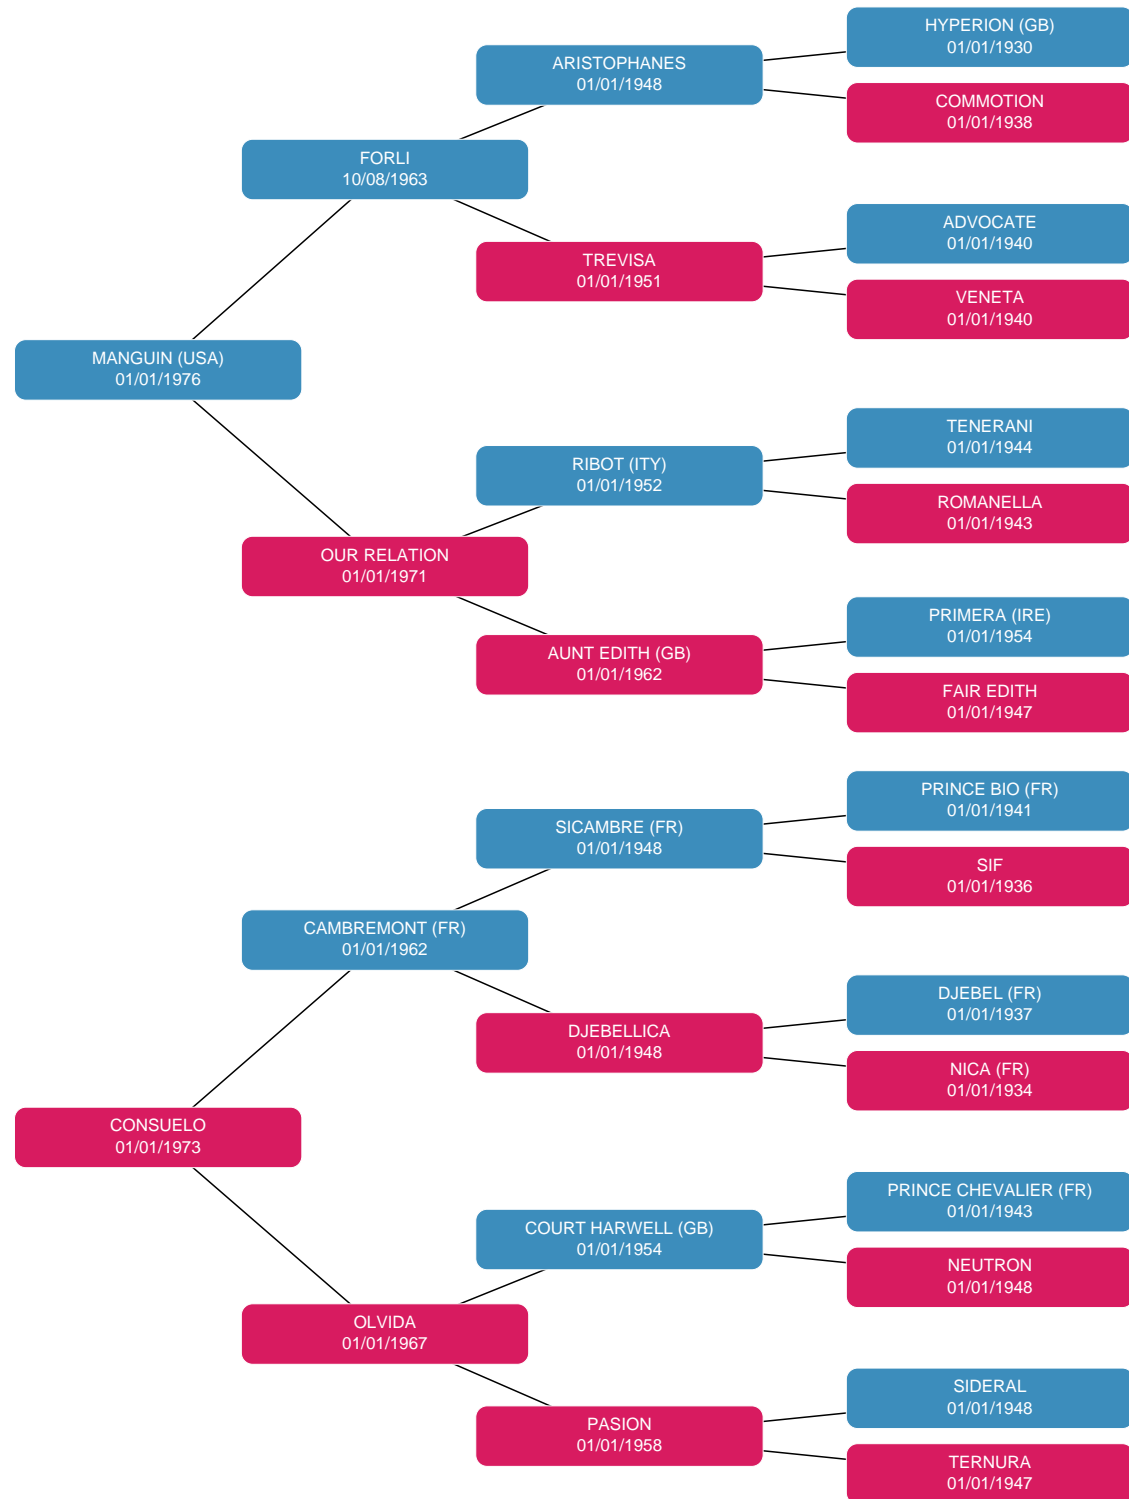 HYPERION (GB)
01/01/1930
ARISTOPHANES
01/01/1948
COMMOTION
01/01/1938
FORLI
10/08/1963
ADVOCATE
01/01/1940
TREVISA
01/01/1951
VENETA
01/01/1940
MANGUIN (USA)
01/01/1976
TENERANI
01/01/1944
RIBOT (ITY)
01/01/1952
ROMANELLA
01/01/1943
OUR RELATION
01/01/1971
PRIMERA (IRE)
01/01/1954
AUNT EDITH (GB)
01/01/1962
FAIR EDITH
01/01/1947
PRINCE BIO (FR)
01/01/1941
SICAMBRE (FR)
01/01/1948
SIF
01/01/1936
CAMBREMONT (FR)
01/01/1962
DJEBEL (FR)
01/01/1937
DJEBELLICA
01/01/1948
NICA (FR)
01/01/1934
CONSUELO
01/01/1973
PRINCE CHEVALIER (FR)
01/01/1943
COURT HARWELL (GB)
01/01/1954
NEUTRON
01/01/1948
OLVIDA
01/01/1967
SIDERAL
01/01/1948
PASION
01/01/1958
TERNURA
01/01/1947